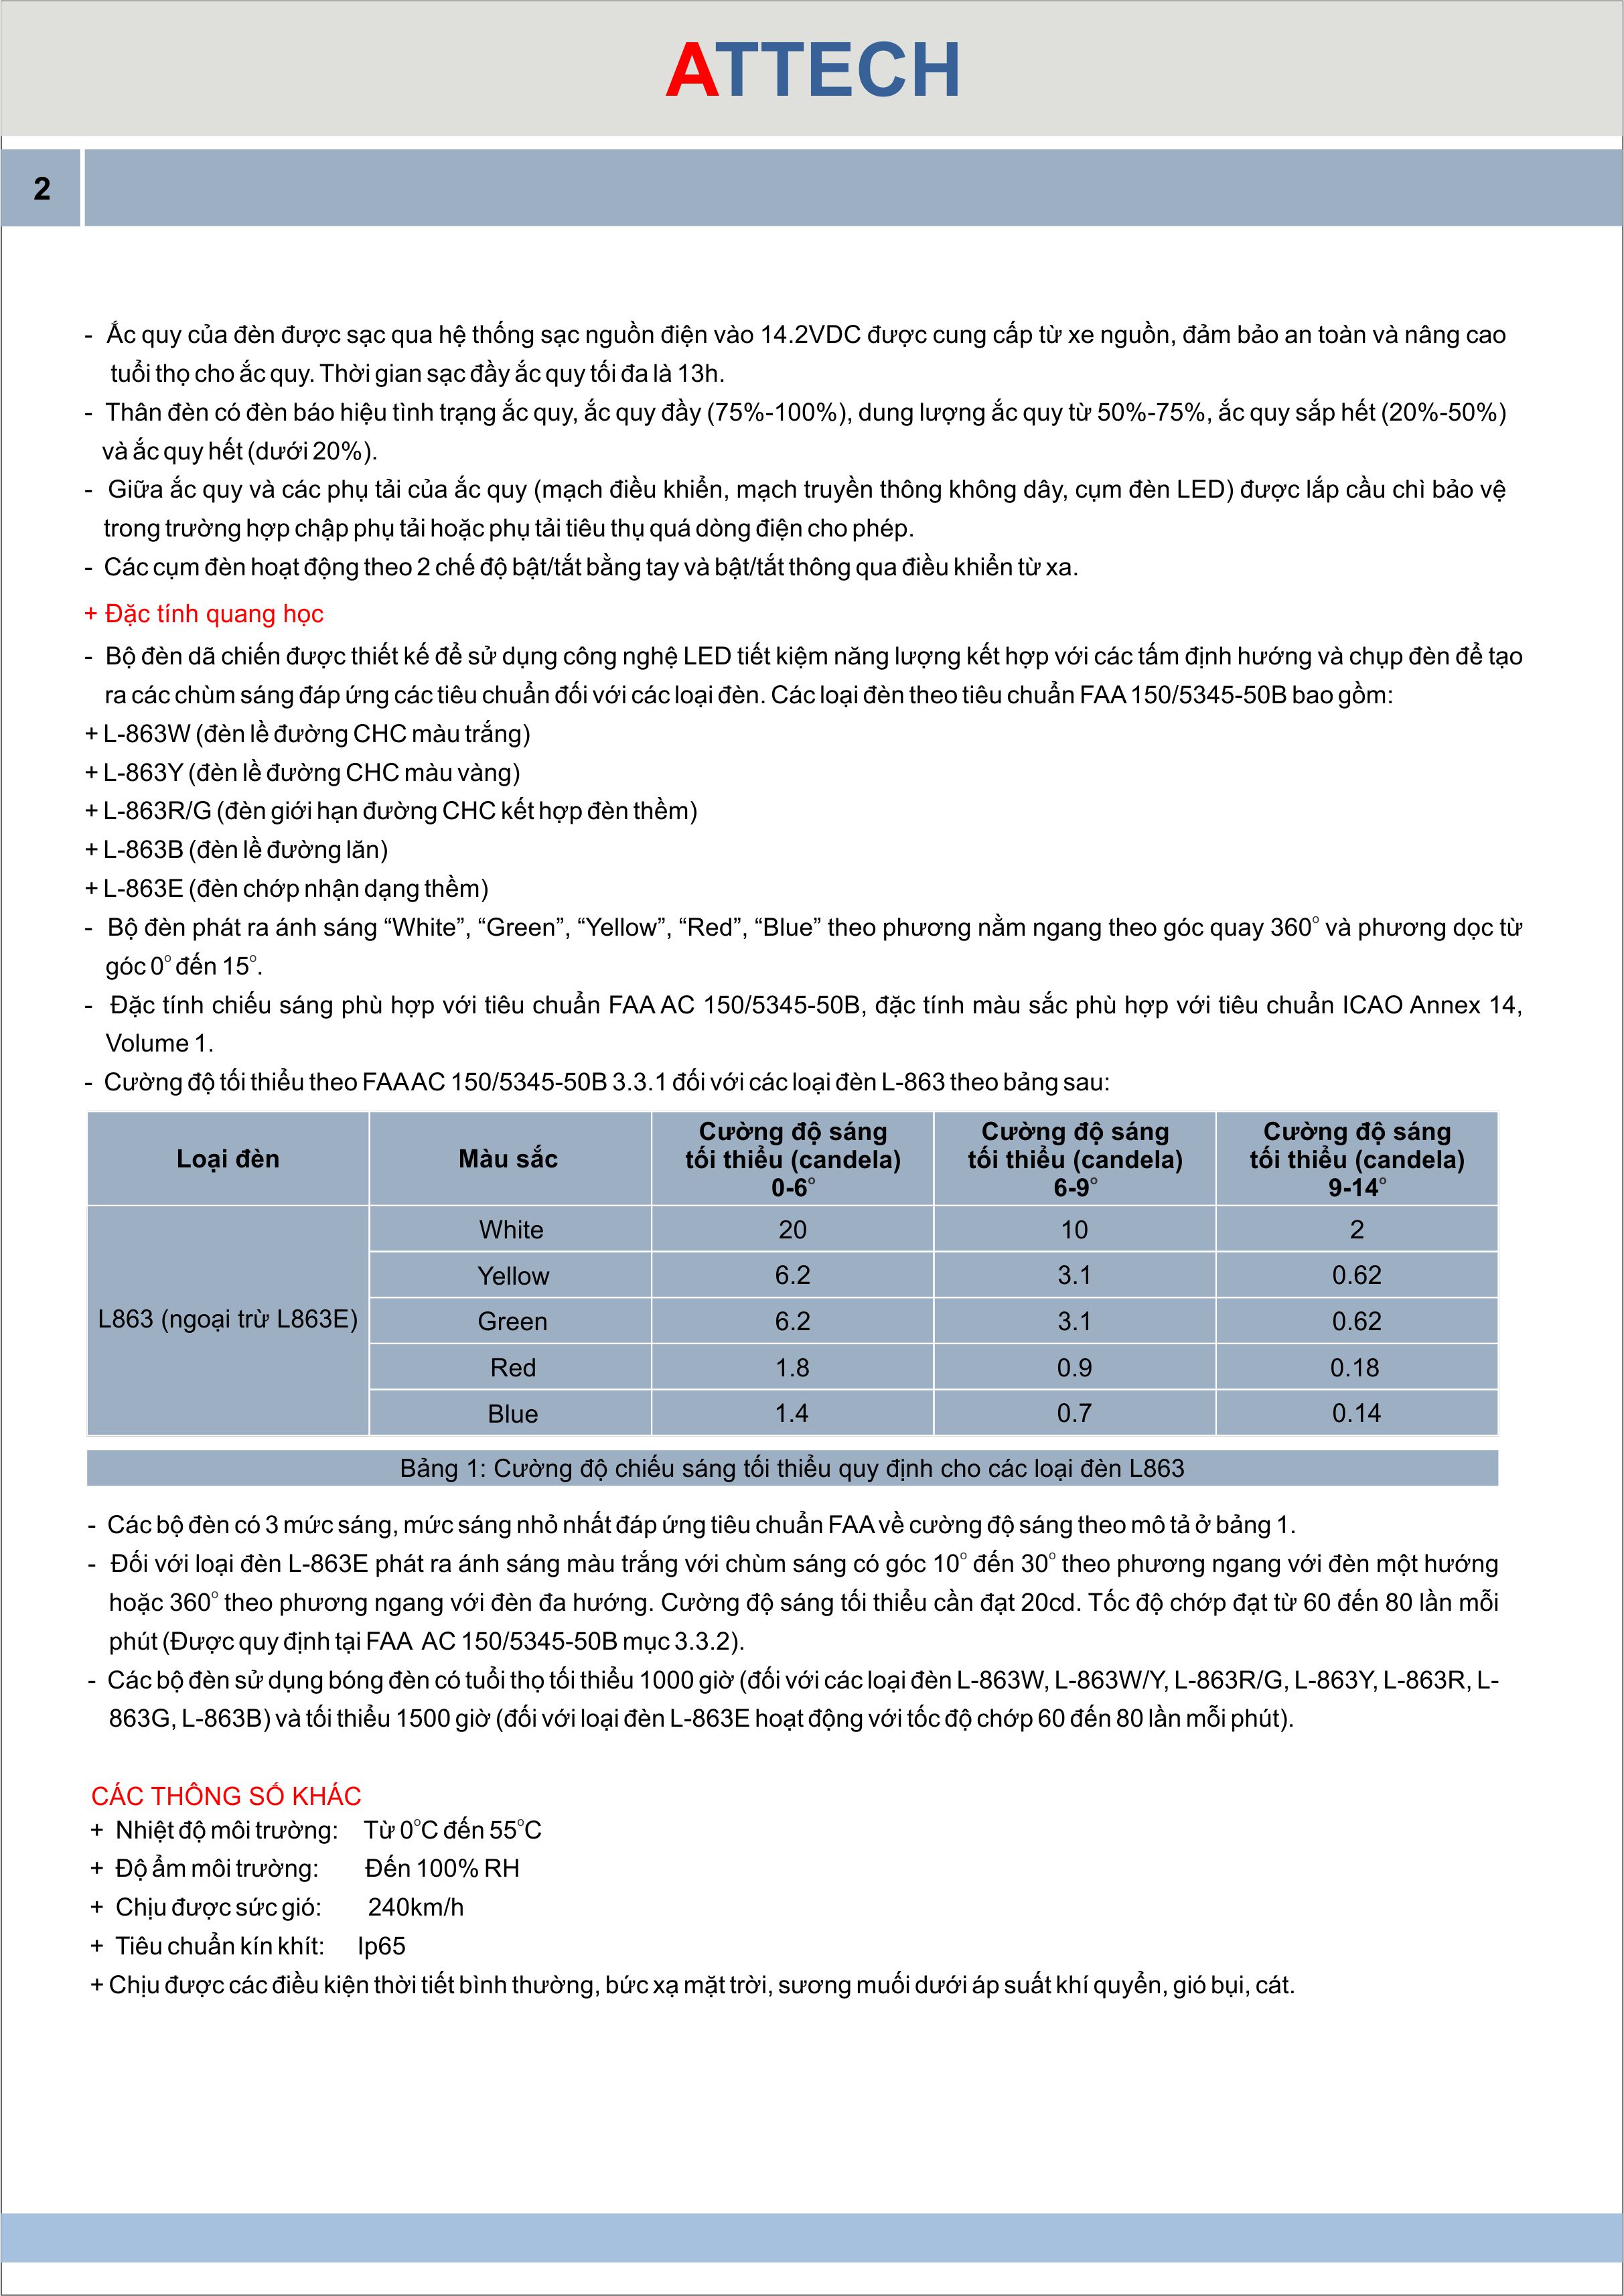 ATTECH
2
- Ắc quy của đèn được sạc qua hệ thống sạc nguồn điện vào 14.2VDC được cung cấp từ xe nguồn, đảm bảo an toàn và nâng cao
tuổi thọ cho ắc quy. Thời gian sạc đầy ắc quy tối đa là 13h.
- Thân đèn có đèn báo hiệu tình trạng ắc quy, ắc quy đầy (75%-100%), dung lượng ắc quy từ 50%-75%, ắc quy sắp hết (20%-50%)
và ắc quy hết (dưới 20%).
- Giữa ắc quy và các phụ tải của ắc quy (mạch điều khiển, mạch truyền thông không dây, cụm đèn LED) được lắp cầu chì bảo vệ
trong trường hợp chập phụ tải hoặc phụ tải tiêu thụ quá dòng điện cho phép.
- Các cụm đèn hoạt động theo 2 chế độ bật/tắt bằng tay và bật/tắt thông qua điều khiển từ xa.
+ Đặc tính quang học
- Bộ đèn dã chiến được thiết kế để sử dụng công nghệ LED tiết kiệm năng lượng kết hợp với các tấm định hướng và chụp đèn để tạo
ra các chùm sáng đáp ứng các tiêu chuẩn đối với các loại đèn. Các loại đèn theo tiêu chuẩn FAA 150/5345-50B bao gồm:
+ L-863W (đèn lề đường CHC màu trắng)
+ L-863Y (đèn lề đường CHC màu vàng)
+ L-863R/G (đèn giới hạn đường CHC kết hợp đèn thềm)
+ L-863B (đèn lề đường lăn)
+ L-863E (đèn chớp nhận dạng thềm)
- Bộ đèn phát ra ánh sáng “White”, “Green”, “Yellow”, “Red”, “Blue” theo phương nằm ngang theo góc quay 360° và phương dọc từ
góc 0° đến 15°.
- Đặc tính chiếu sáng phù hợp với tiêu chuẩn FAA AC 150/5345-50B, đặc tính màu sắc phù hợp với tiêu chuẩn ICAO Annex 14,
Volume 1.
- Cường độ tối thiểu theo FAA AC 150/5345-50B 3.3.1 đối với các loại đèn L-863 theo bảng sau:
Loại đèn Màu sắc Cường độ sáng tối thiểu (candela) 0-6° Cường độ sáng tối thiểu (candela) 6-9° Cường độ sáng tối thiểu (candela) 9-14°
L863 (ngoại trừ L863E)
White 20 10 2
Yellow 6.2 3.1 0.62
Green 6.2 3.1 0.62
Red 1.8 0.9 0.18
Blue 1.4 0.7 0.14
Bảng 1: Cường độ chiếu sáng tối thiểu quy định cho các loại đèn L863
- Các bộ đèn có 3 mức sáng, mức sáng nhỏ nhất đáp ứng tiêu chuẩn FAA về cường độ sáng theo mô tả ở bảng 1.
- Đối với loại đèn L-863E phát ra ánh sáng màu trắng với chùm sáng có góc 10° đến 30° theo phương ngang với đèn một hướng
hoặc 360° theo phương ngang với đèn đa hướng. Cường độ sáng tối thiểu cần đạt 20cd. Tốc độ chớp đạt từ 60 đến 80 lần mỗi
phút (Được quy định tại FAA AC 150/5345-50B mục 3.3.2).
- Các bộ đèn sử dụng bóng đèn có tuổi thọ tối thiểu 1000 giờ (đối với các loại đèn L-863W, L-863W/Y, L-863R/G, L-863Y, L-863R, L-
863G, L-863B) và tối thiểu 1500 giờ (đối với loại đèn L-863E hoạt động với tốc độ chớp 60 đến 80 lần mỗi phút).
CÁC THÔNG SỐ KHÁC
+ Nhiệt độ môi trường: Từ 0°C đến 55°C
+ Độ ẩm môi trường: Đến 100% RH
+ Chịu được sức gió: 240km/h
+ Tiêu chuẩn kín khít: Ip65
+ Chịu được các điều kiện thời tiết bình thường, bức xạ mặt trời, sương muối dưới áp suất khí quyển, gió bụi, cát.